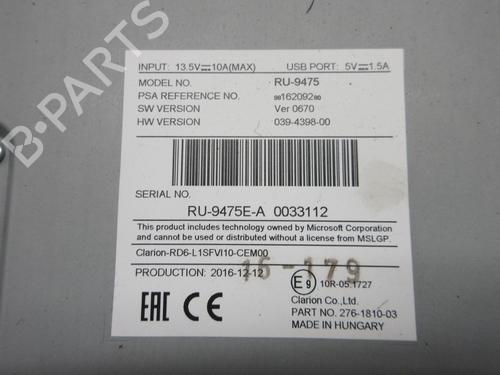 INPUT: 13.5V⎓10A(MAX) USB PORT: 5V⎓1.5A
MODEL NO. RU-9475
PSA REFERENCE NO. 98162092 80
SW VERSION Ver 0670
HW VERSION 039-4398-00
SERIAL NO.
RU-9475E-A 0033112
This product includes technology owned by Microsoft Corporation
and cannot be used or distributed without a license from MSLGP.
Clarion-RD6-L1SFVI10-CEM00
16-179
PRODUCTION: 2016-12-12
E9 10R-05.1727
EAC CE
Clarion Co.,Ltd.
PART NO. 276-1810-03
MADE IN HUNGARY
B-PARTS